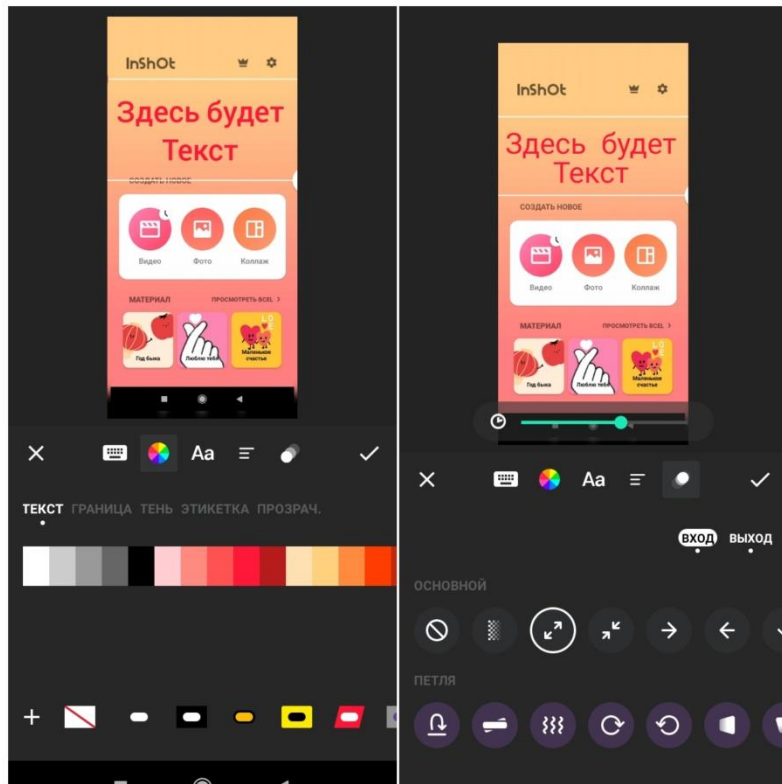 InShOt
Здесь будет
Текст
СОЗДАТЬ НОВОЕ
Видео
Фото
Коллаж
МАТЕРИАЛ
ПРОСМОТРЕТЬ ВСЕ(. >
Год быка
Люблю тебя
LOVE
Маленькое
счастье
Aa
ТЕКСТ ГРАНИЦА ТЕНЬ ЭТИКЕТКА ПРОЗРАЧ.
InShOt
Здесь будет
Текст
СОЗДАТЬ НОВОЕ
Видео
Фото
Коллаж
МАТЕРИАЛ
ПРОСМОТРЕТЬ ВСЕ(. >
Год быка
Люблю тебя
LOVE
Маленькое
счастье
Aa
ВХОД ВЫХОД
ОСНОВНОЙ
ПЕТЛЯ